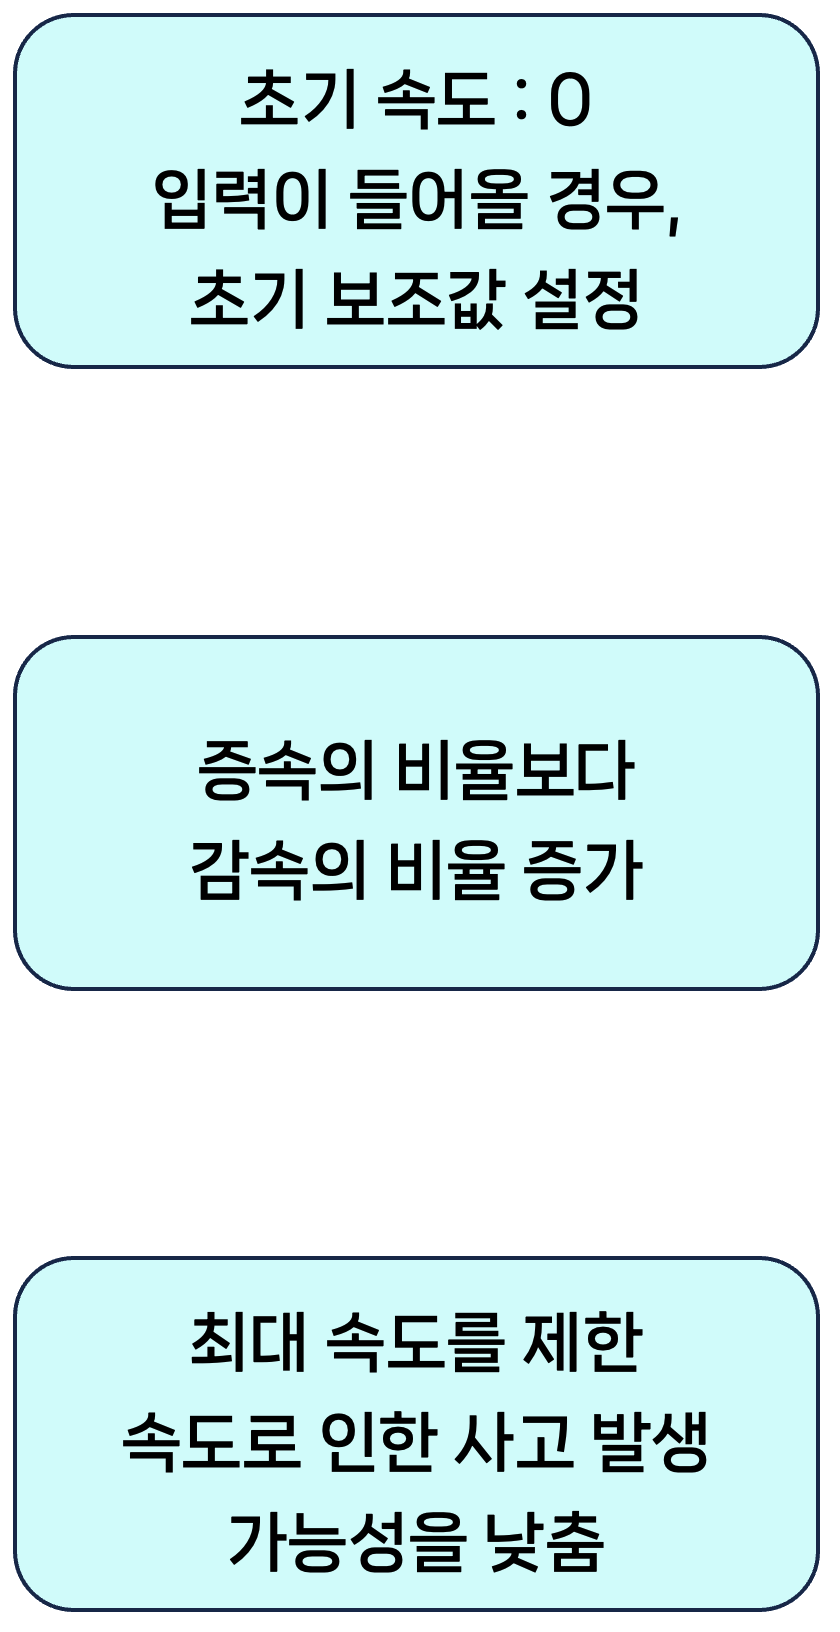 초기 속도 : 0
입력이 들어올 경우,
초기 보조값 설정
증속의 비율보다
감속의 비율 증가
최대 속도를 제한
속도로 인한 사고 발생
가능성을 낮춤